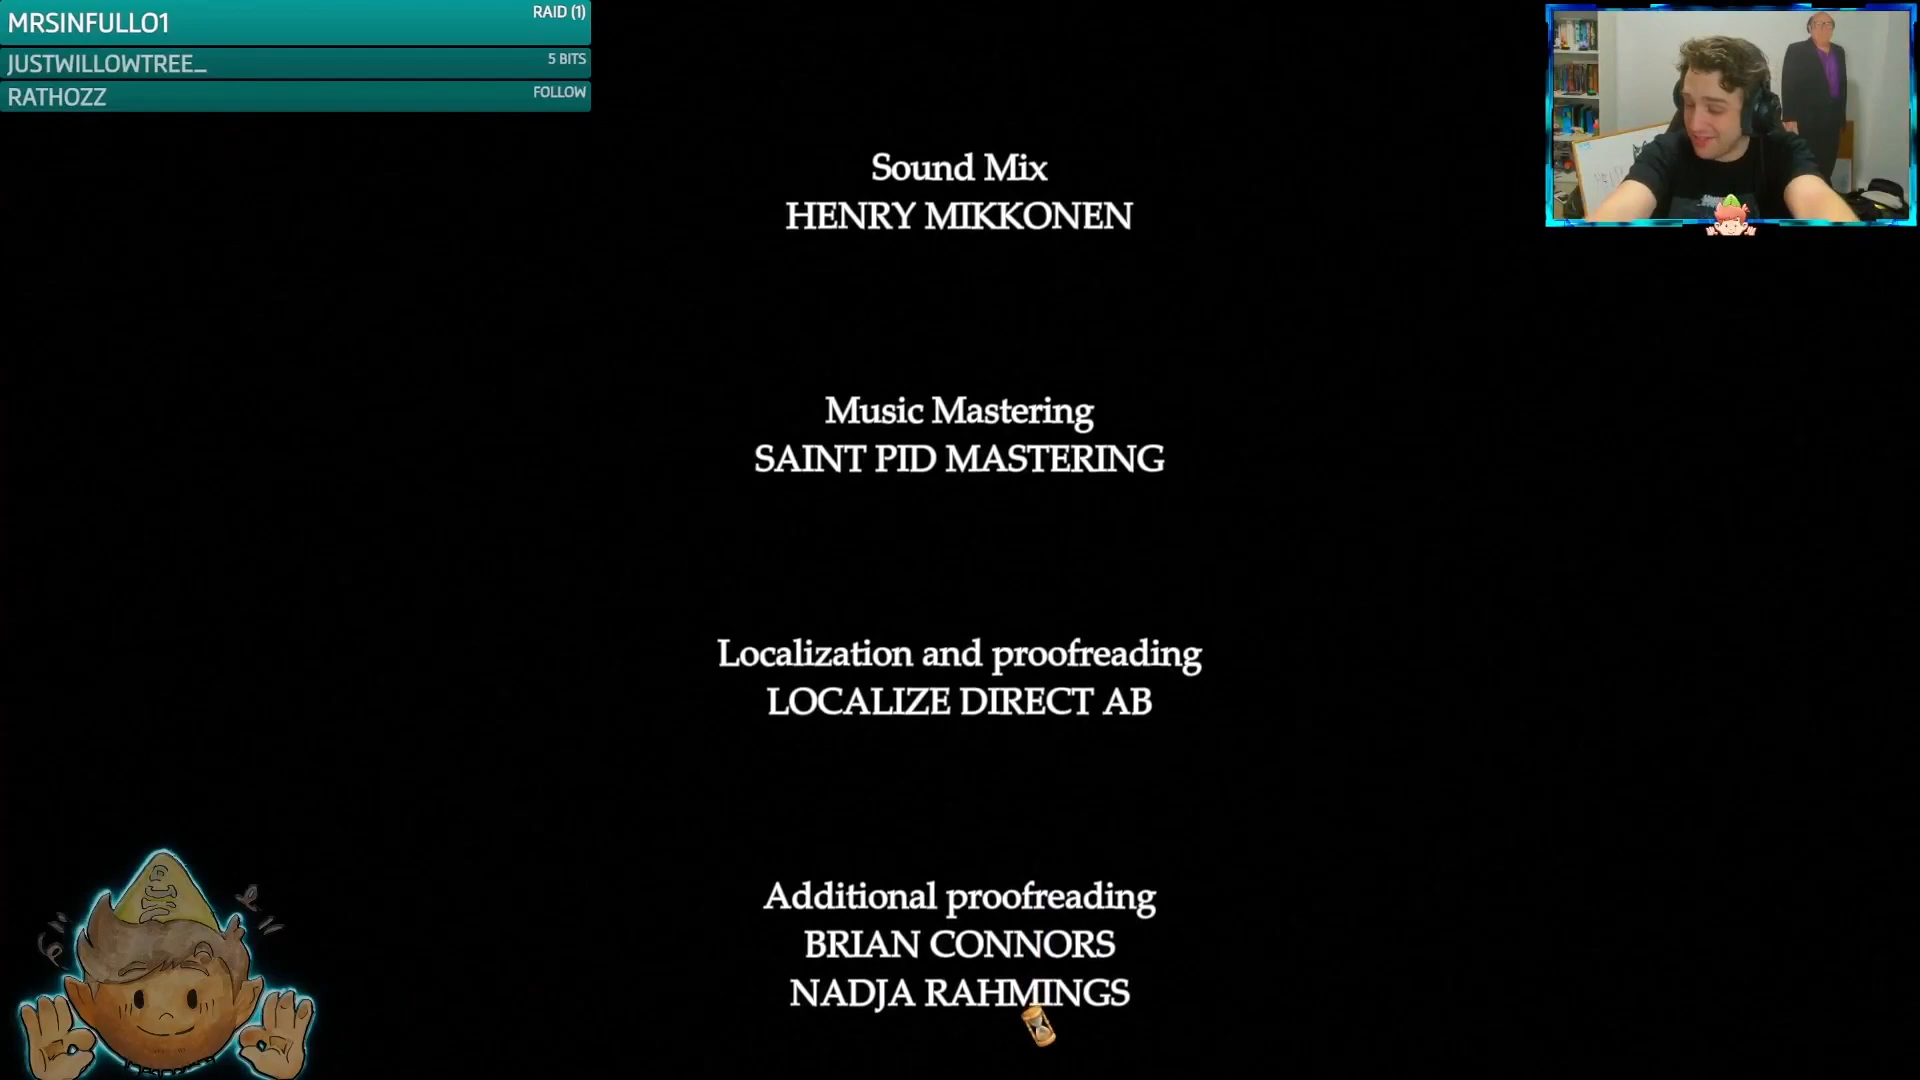 MRSINFULL01
RAID (1)
JUSTWILLOWTREE_
5 BITS
RATHOZZ
FOLLOW
Sound Mix
HENRY MIKKONEN
Music Mastering
SAINT PID MASTERING
Localization and proofreading
LOCALIZE DIRECT AB
Additional proofreading
BRIAN CONNORS
NADJA RAHMINGS